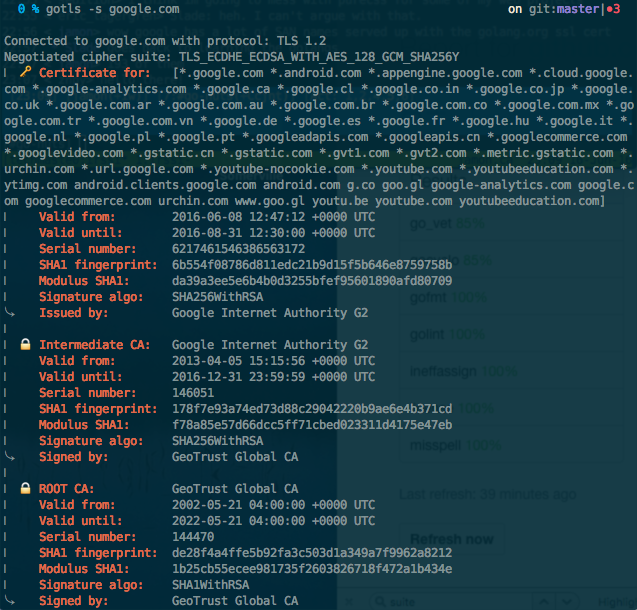 0 % gotls -s google.com on git:master|●3
Connected to google.com with protocol: TLS 1.2
Negotiated cipher suite: TLS_ECDHE_ECDSA_WITH_AES_128_GCM_SHA256Y
| Certificate for: [*.google.com *.android.com *.appengine.google.com *.cloud.google.
com *.google-analytics.com *.google.ca *.google.cl *.google.co.in *.google.co.jp *.google.
co.uk *.google.com.ar *.google.com.au *.google.com.br *.google.com.co *.google.com.mx *.go
ogle.com.tr *.google.com.vn *.google.de *.google.es *.google.fr *.google.hu *.google.it *.
google.nl *.google.pl *.google.pt *.googleadapis.com *.googleapis.cn *.googlecommerce.com
*.googlevideo.com *.gstatic.cn *.gstatic.com *.gvt1.com *.gvt2.com *.metric.gstatic.com *.
urchin.com *.url.google.com *.youtube-nocookie.com *.youtube.com *.youtubeeducation.com *.
ytimg.com android.clients.google.com android.com g.co goo.gl google-analytics.com google.c
om googlecommerce.com urchin.com www.goo.gl youtu.be youtube.com youtubeeducation.com]
| Valid from: 2016-06-08 12:47:12 +0000 UTC
| Valid until: 2016-08-31 12:30:00 +0000 UTC
| Serial number: 6217461546386563172
| SHA1 fingerprint: 6b554f08786d811edc21b9d15f5b646e8759758b
| Modulus SHA1: da39a3ee5e6b4b0d3255bfef95601890afd80709
| Signature algo: SHA256WithRSA
Issued by: Google Internet Authority G2
|
| Intermediate CA: Google Internet Authority G2
| Valid from: 2013-04-05 15:15:56 +0000 UTC
| Valid until: 2016-12-31 23:59:59 +0000 UTC
| Serial number: 146051
| SHA1 fingerprint: 178f7e93a74ed73d88c29042220b9ae6e4b371cd
| Modulus SHA1: f78a85e57d66dcc5ff71cbed023311d4175e47eb
| Signature algo: SHA256WithRSA
Signed by: GeoTrust Global CA
|
| ROOT CA: GeoTrust Global CA
| Valid from: 2002-05-21 04:00:00 +0000 UTC
| Valid until: 2022-05-21 04:00:00 +0000 UTC
| Serial number: 144470
| SHA1 fingerprint: de28f4a4ffe5b92fa3c503d1a349a7f9962a8212
| Modulus SHA1: 1b25cb55ecee981735f2603826718f472a1b434e
| Signature algo: SHA1WithRSA
Signed by: GeoTrust Global CA
go_vet 85%
gofmt 100%
golint 100%
ineffassign 100%
100%
misspell 100%
Last refresh: 39 minutes ago
Refresh now
suite